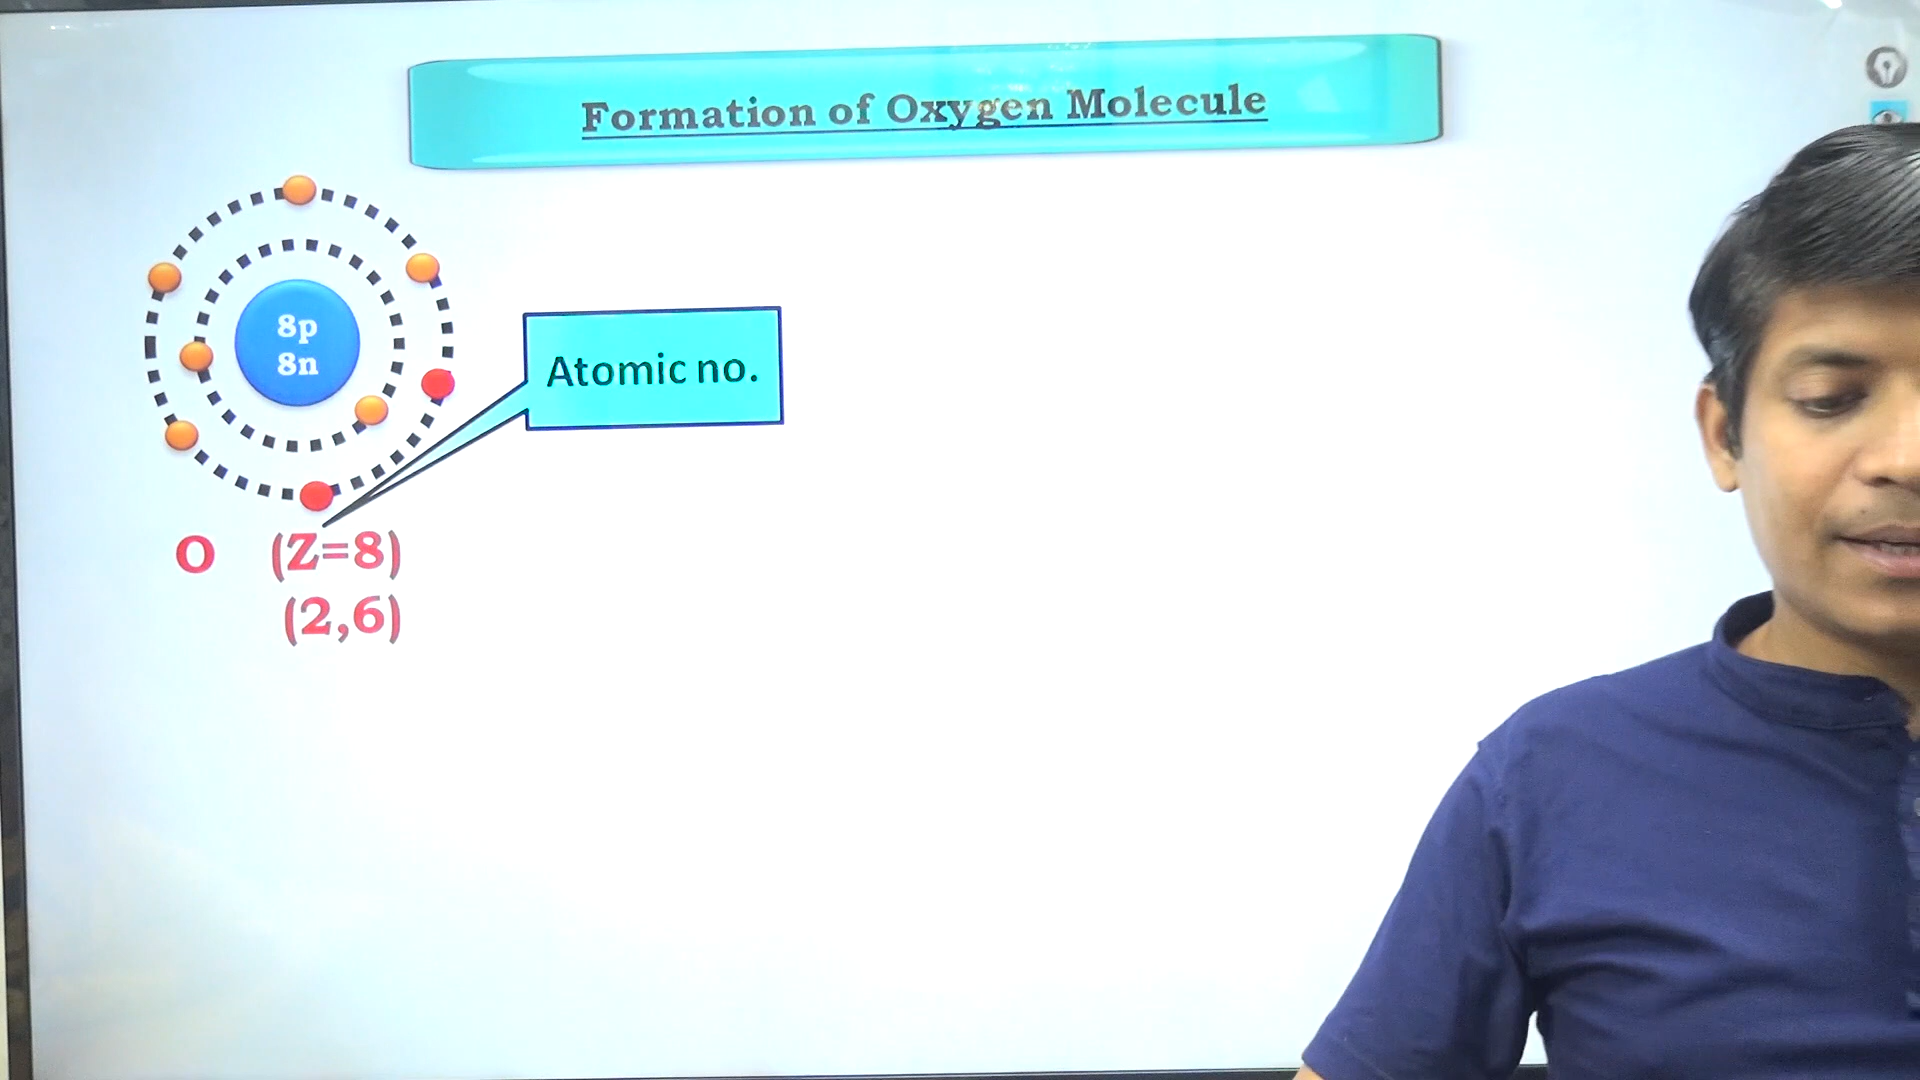 Formation of Oxygen Molecule
8p
8n
Atomic no.
O (Z=8)
(2,6)